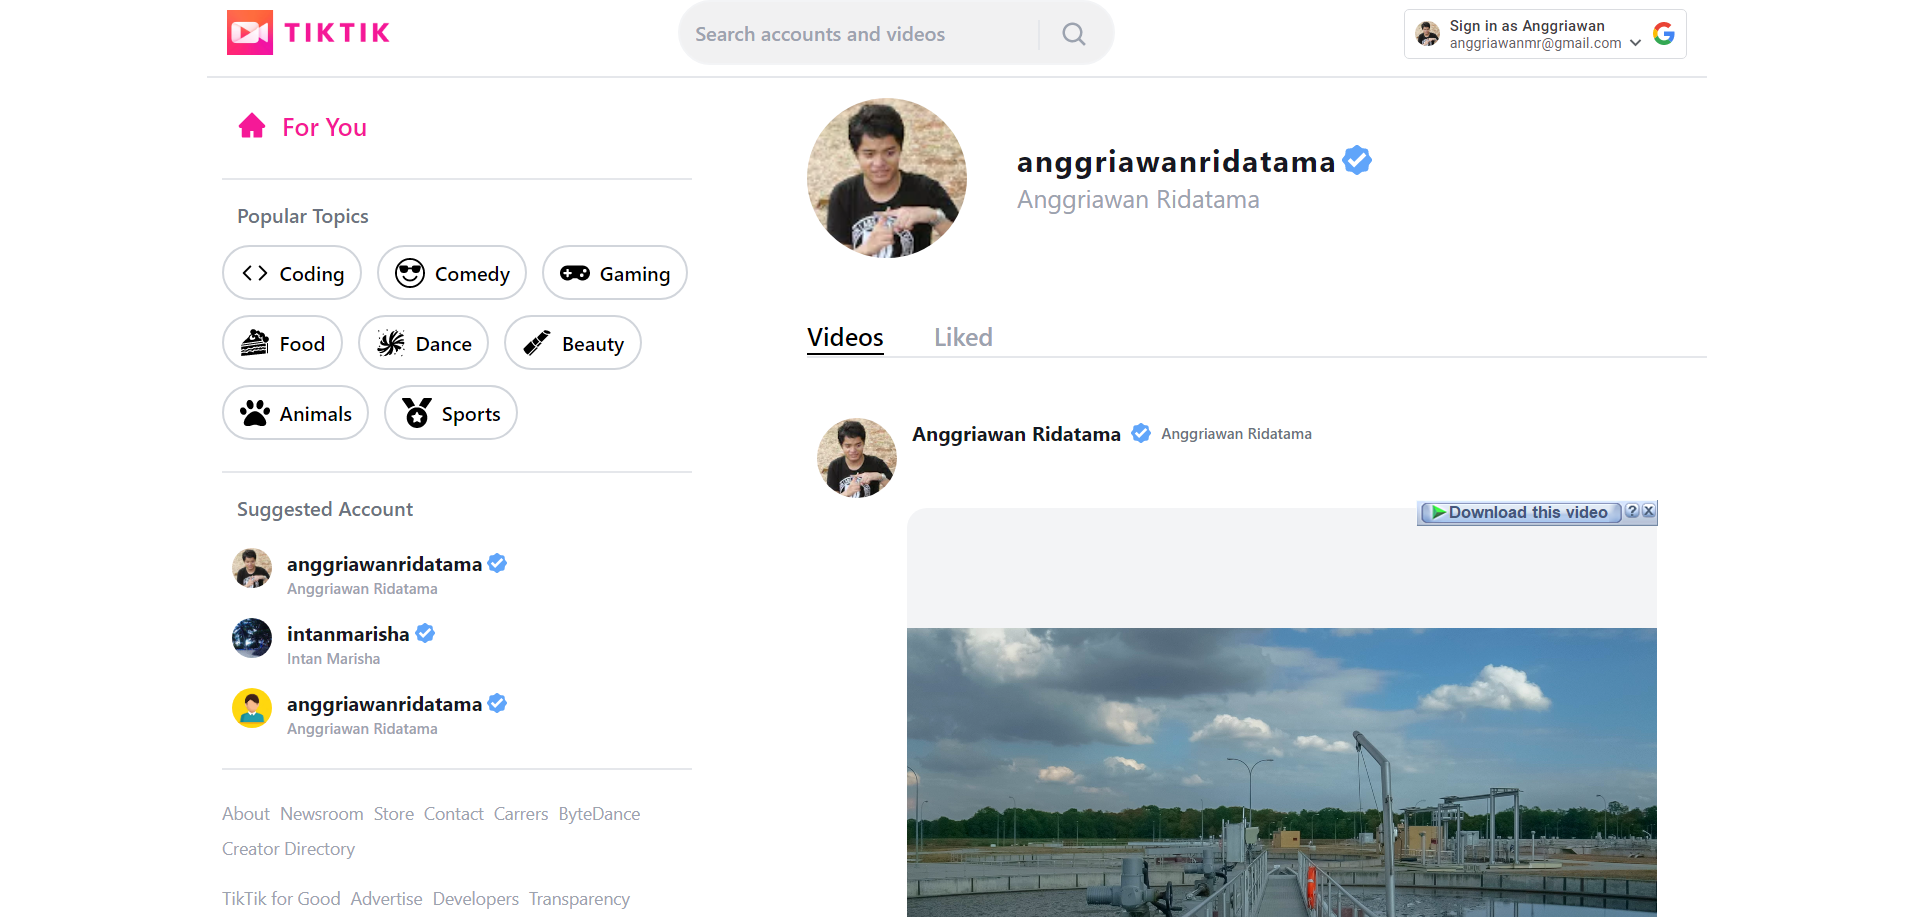 TIKTIK
Search accounts and videos
Sign in as Anggriawan
anggriawanmr@gmail.com
For You
Popular Topics
Coding
Comedy
Gaming
Food
Dance
Beauty
Animals
Sports
Suggested Account
anggriawanridatama
Anggriawan Ridatama
intanmarisha
Intan Marisha
anggriawanridatama
Anggriawan Ridatama
About Newsroom Store Contact Carrers ByteDance
Creator Directory
TikTik for Good Advertise Developers Transparency
anggriawanridatama
Anggriawan Ridatama
Videos Liked
Anggriawan Ridatama Anggriawan Ridatama
Download this video ? X